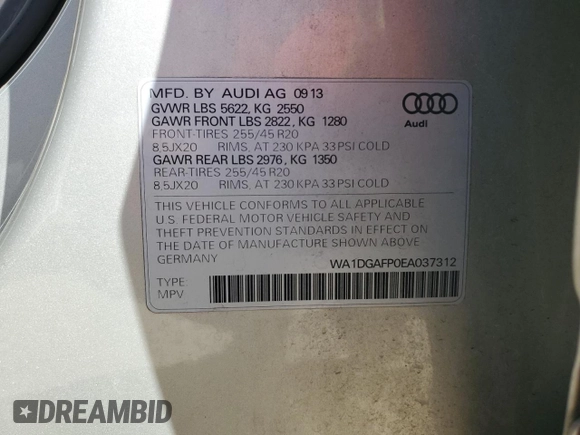 MFD. BY AUDI AG 09 13
GVWR LBS 5622, KG 2550
GAWR FRONT LBS 2822, KG 1280
FRONT-TIRES 255/45 R20
8,5JX20 RIMS, AT 230 KPA 33 PSI COLD
GAWR REAR LBS 2976, KG 1350
REAR-TIRES 255/45 R20
8,5JX20 RIMS, AT 230 KPA 33 PSI COLD
Audi
THIS VEHICLE CONFORMS TO ALL APPLICABLE
U.S. FEDERAL MOTOR VEHICLE SAFETY AND
THEFT PREVENTION STANDARDS IN EFFECT ON
THE DATE OF MANUFACTURE SHOWN ABOVE.
GERMANY
WA1DGAFP0EA037312
TYPE:
MPV
DREAMBID